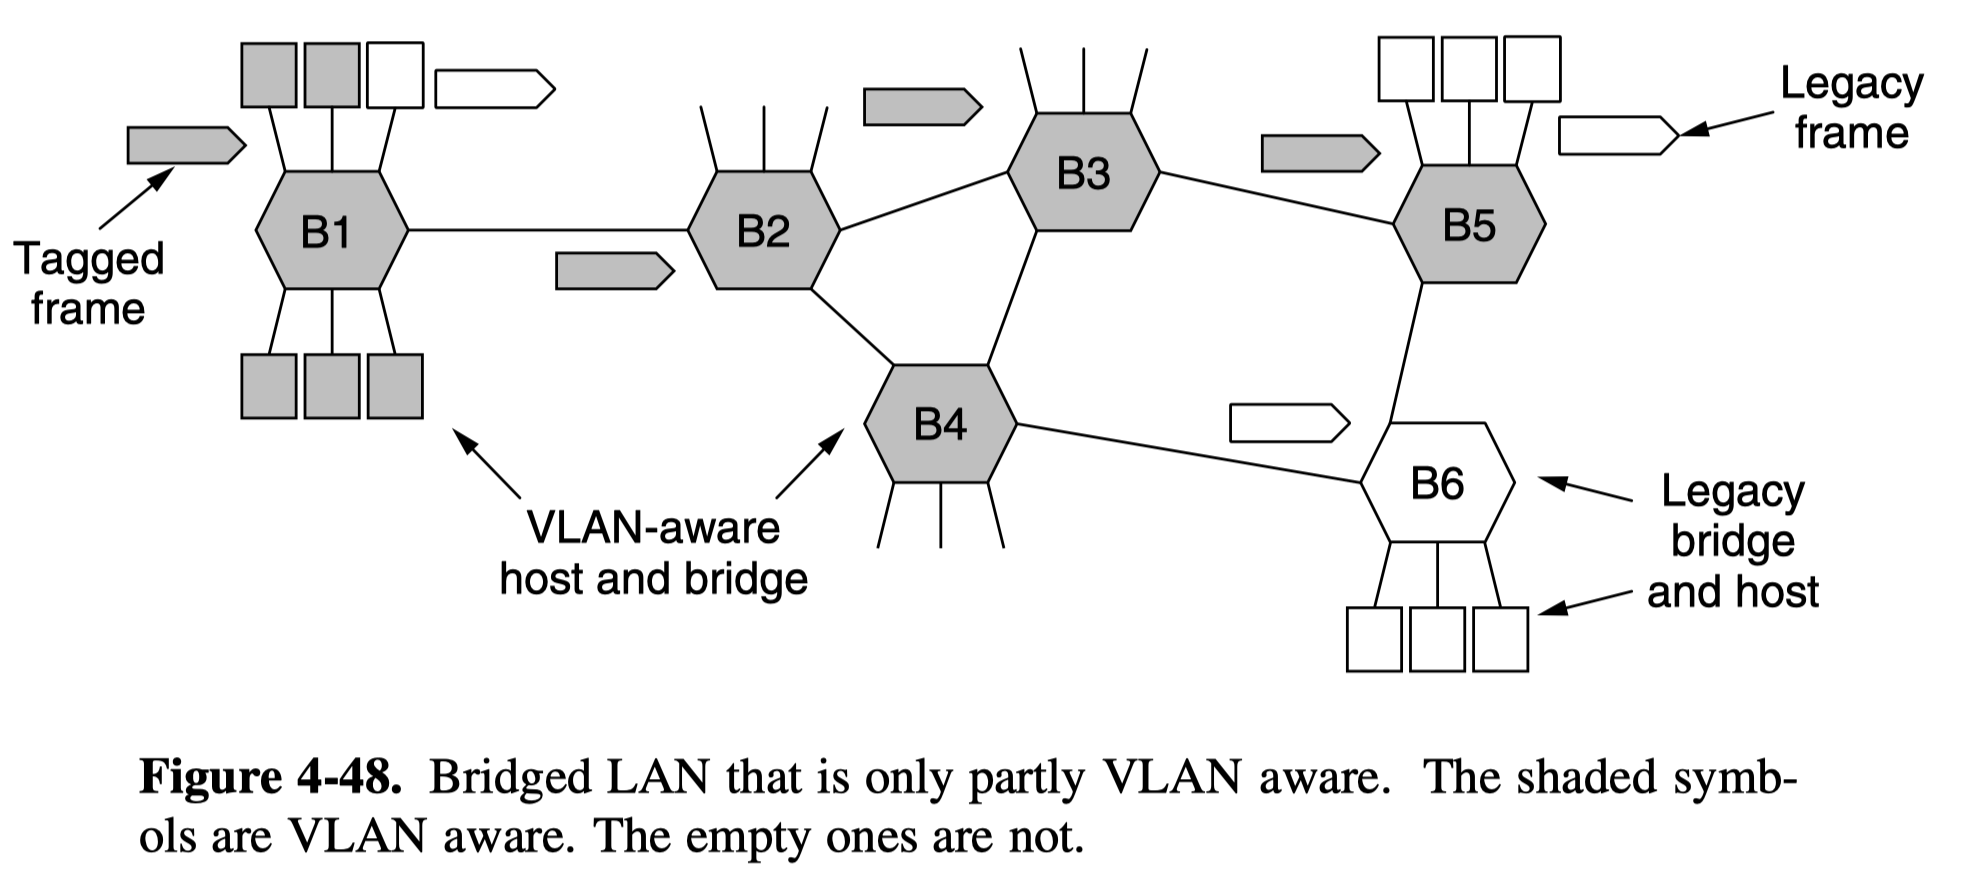 Legacy
frame
B3
B1
B2
B5
Tagged
frame
B4
B6
Legacy
bridge
and host
VLAN-aware
host and bridge
Figure 4-48. Bridged LAN that is only partly VLAN aware. The shaded symb-
ols are VLAN aware. The empty ones are not.